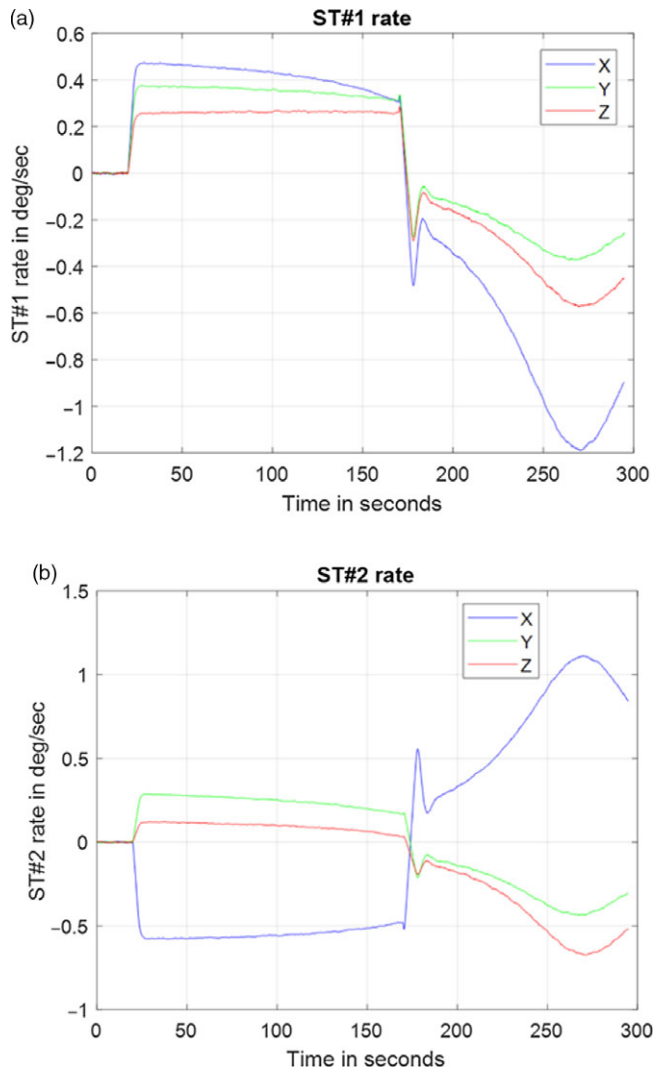 (a)
ST#1 rate
0.6
0.4
0.2
0
−0.2
−0.4
−0.6
−0.8
−1
−1.2
ST#1 rate in deg/sec
X
Y
Z
0 50 100 150 200 250 300
Time in seconds
(b)
ST#2 rate
1.5
1
0.5
0
−0.5
−1
ST#2 rate in deg/sec
X
Y
Z
0 50 100 150 200 250 300
Time in seconds